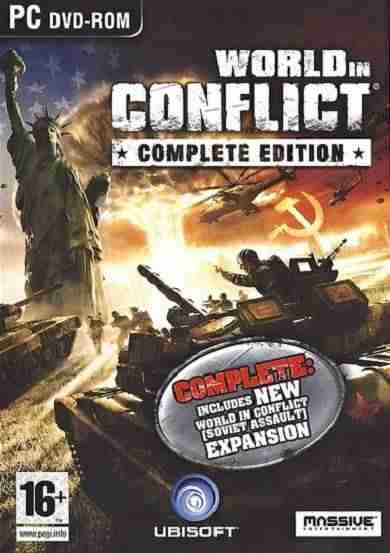 PC DVD-ROM
WORLD IN
CONFLICT®
★ COMPLETE EDITION ★
COMPLETE:
INCLUDES NEW
WORLD IN CONFLICT
[SOVIET ASSAULT]
EXPANSION
16+
www.pegi.info
UBISOFT
MASSIVE
ENTERTAINMENT